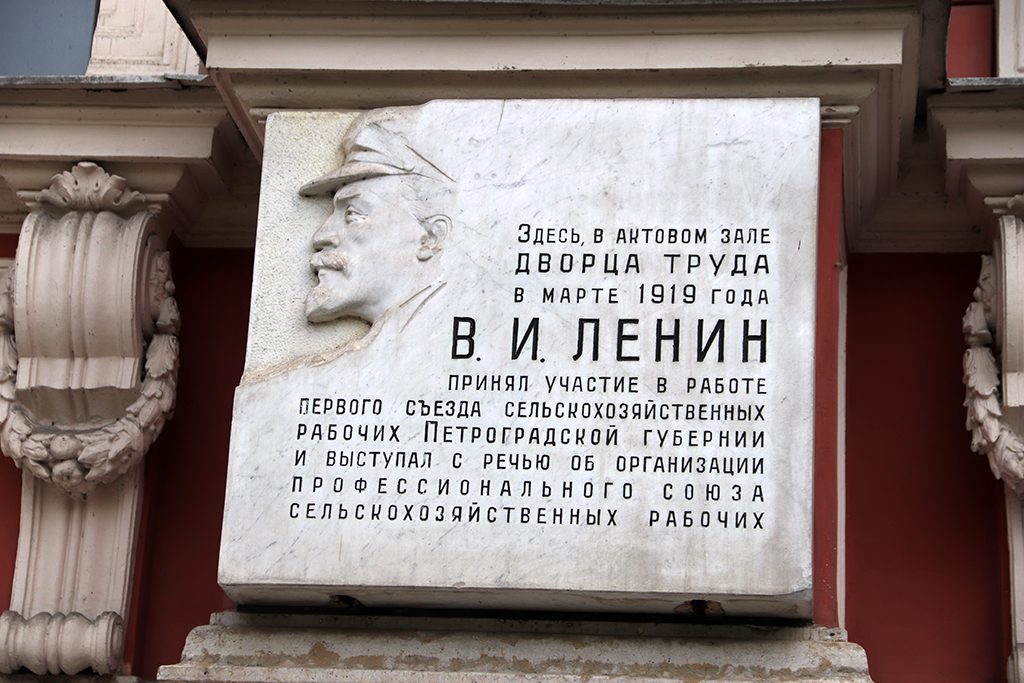 Здесь, в актовом зале
ДВОРЦА ТРУДА
в марте 1919 года
В. И. ЛЕНИН
принял участие в работе
первого съезда сельскохозяйственных
рабочих Петроградской губернии
и выступал с речью об организации
профессионального союза
сельскохозяйственных рабочих